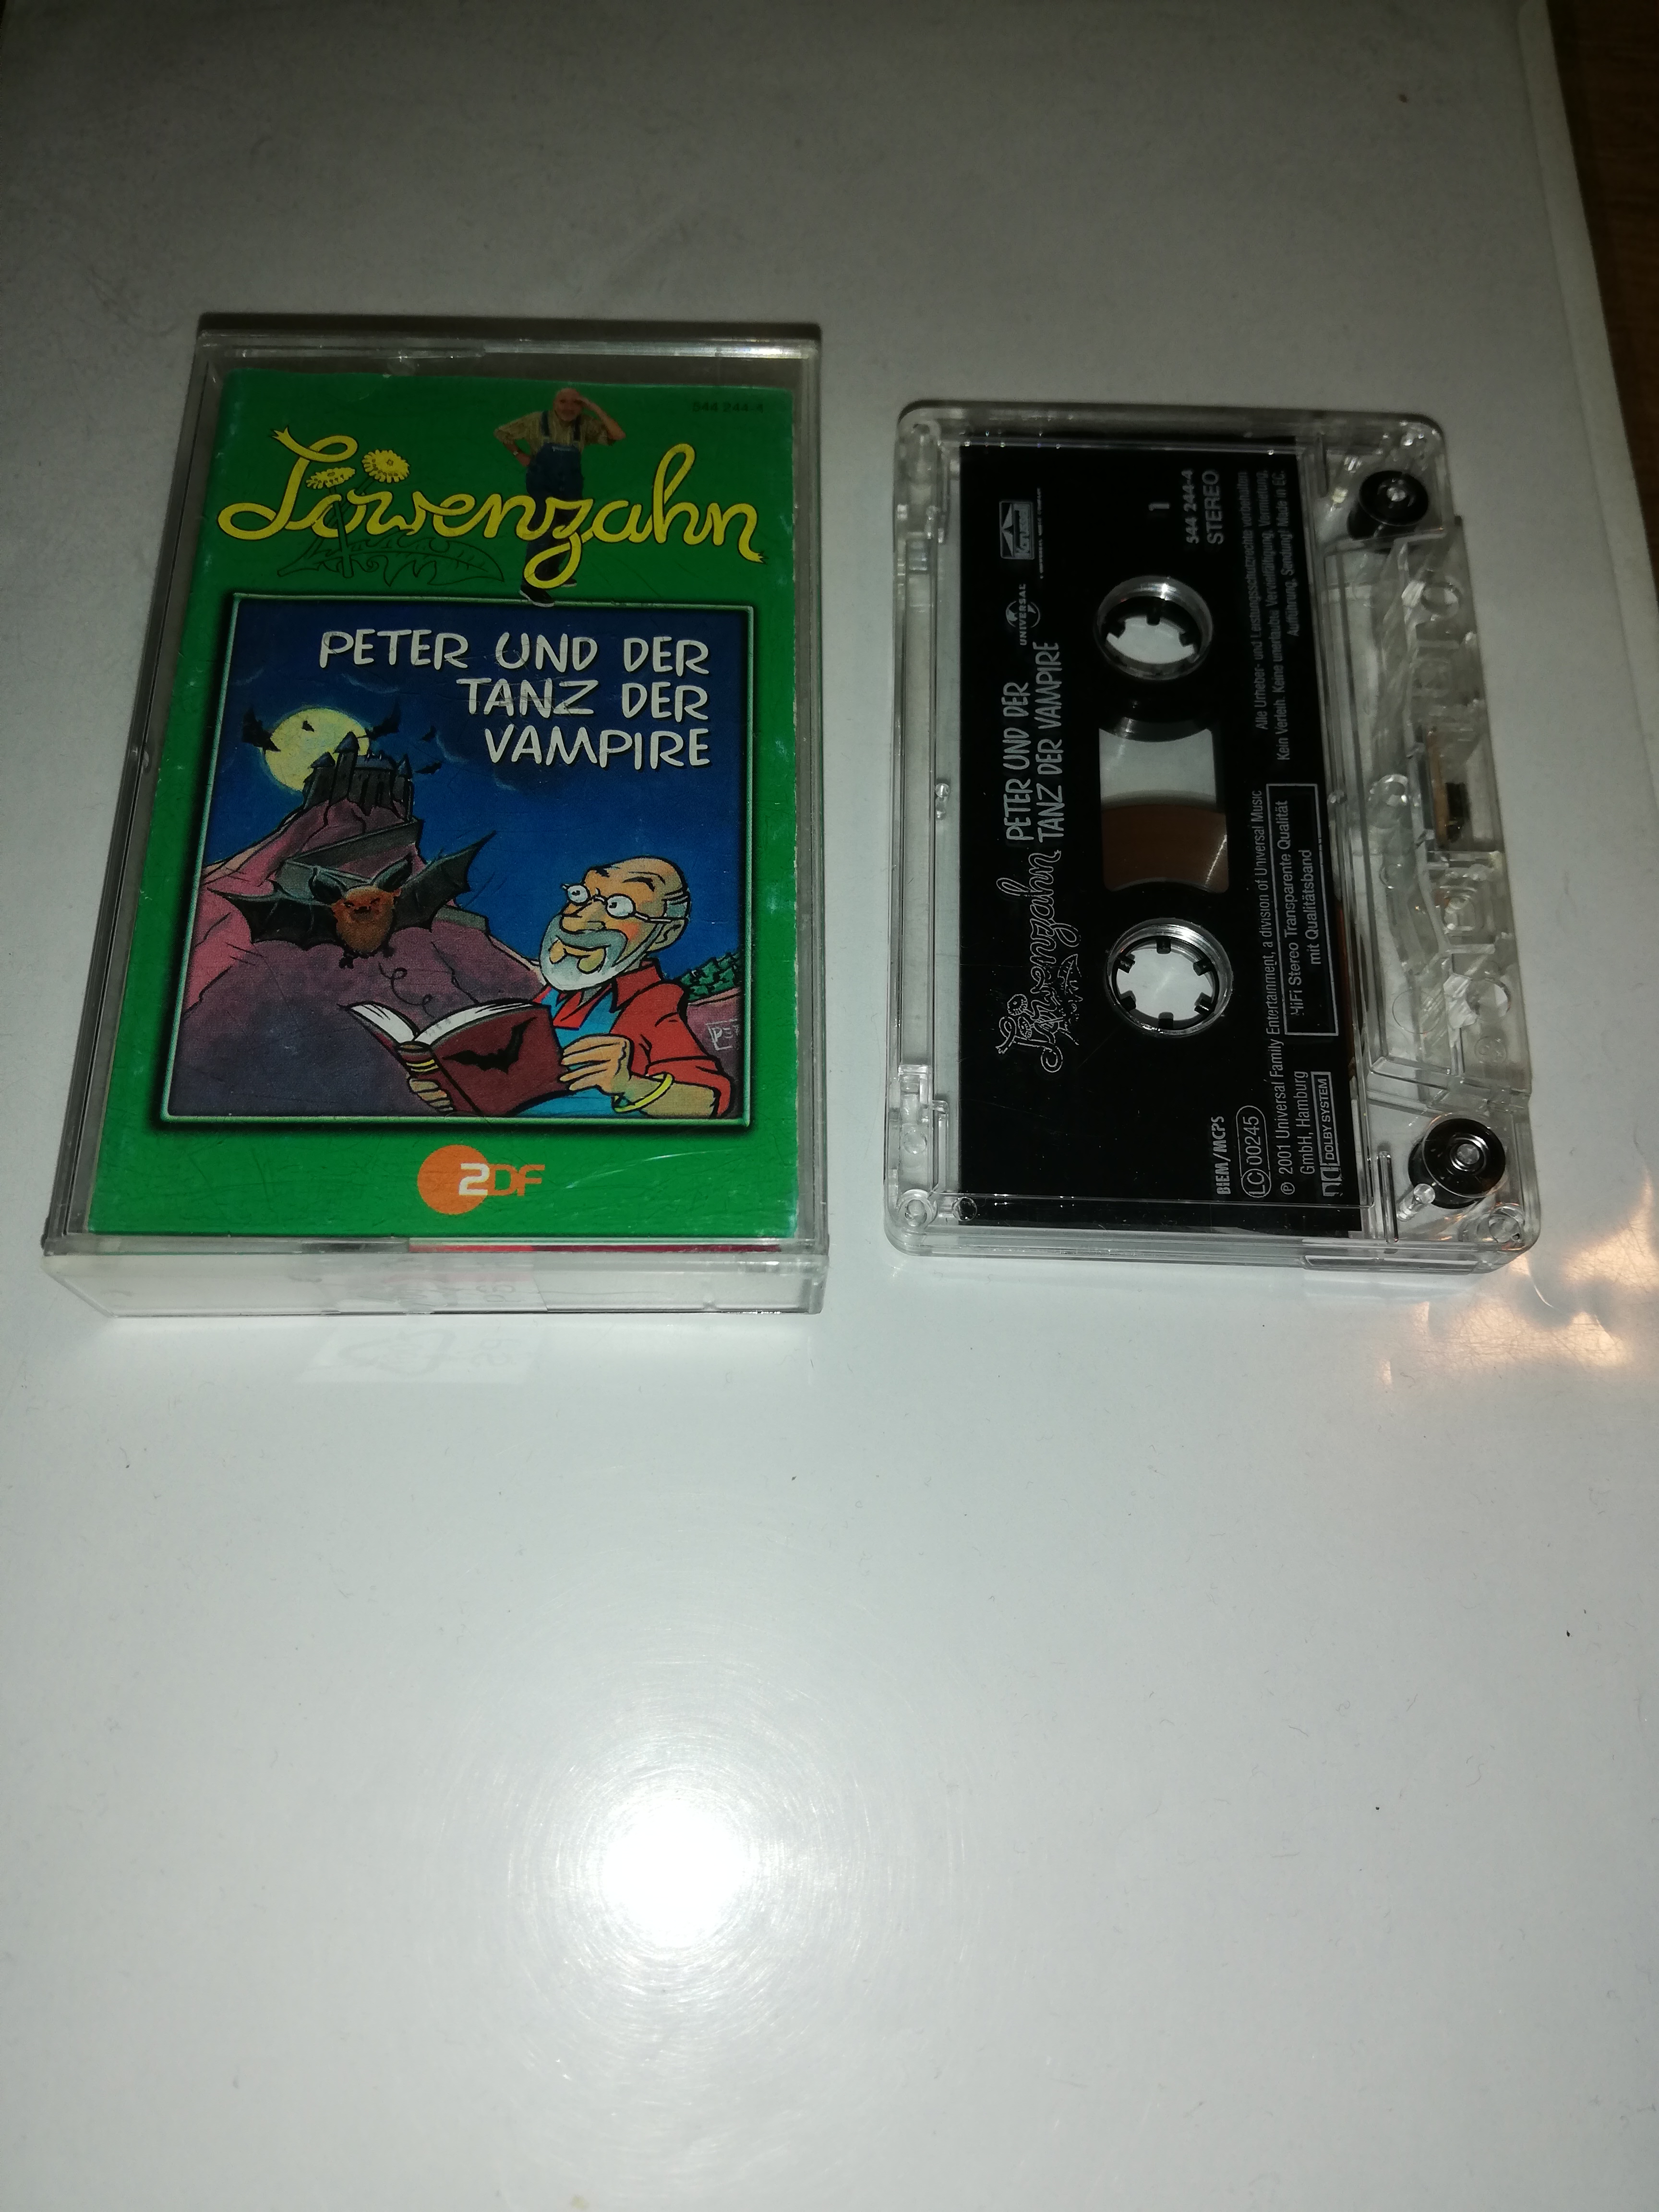 544 244-4
Löwenzahn
PETER UND DER
TANZ DER
VAMPIRE
ZDF
Karussell
UNIVERSAL
1
544 244-4
STEREO
Löwenzahn
PETER UND DER
TANZ DER VAMPIRE
Alle Urheber- und Leistungsschutzrechte vorbehalten
Kein Verleih. Keine unerlaubte Vervielfältigung, Vermietung,
Aufführung, Sendung! Made in EC.
BIEM/MCPS
LC 00245
℗ 2001 Universal Family Entertainment, a division of Universal Music
GmbH, Hamburg
DOLBY SYSTEM
HiFi Stereo Transparente Qualität
mit Qualitätsband